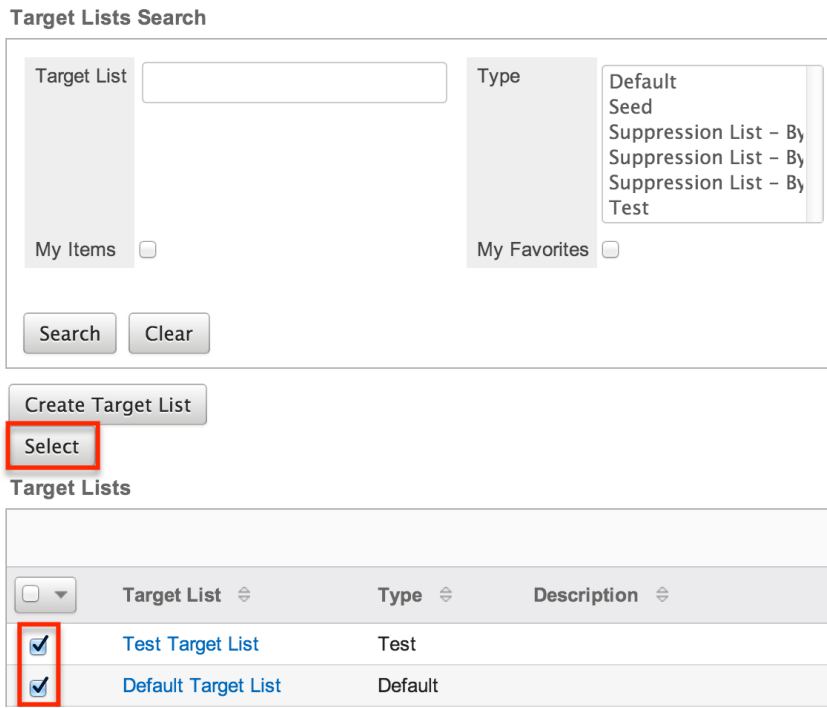 Target Lists Search
Target List
Type
Default
Seed
Suppression List – By
Suppression List – By
Suppression List – By
Test
My Items
My Favorites
Search Clear
Create Target List
Select
Target Lists
Target List Type Description
Test Target List Test
Default Target List Default